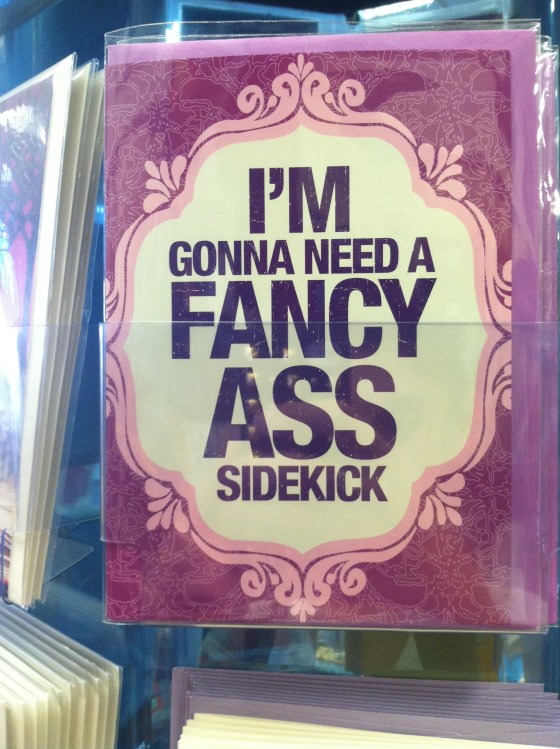 I'M
GONNA NEED A
FANCY
ASS
SIDEKICK